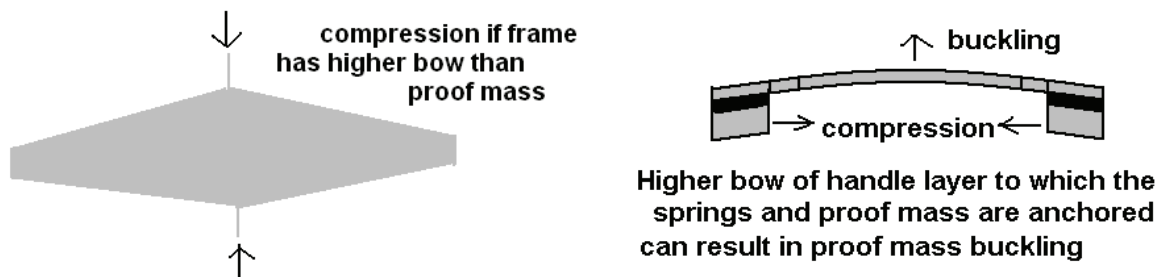 compression if frame
has higher bow than
proof mass
buckling
compression
Higher bow of handle layer to which the
springs and proof mass are anchored
can result in proof mass buckling